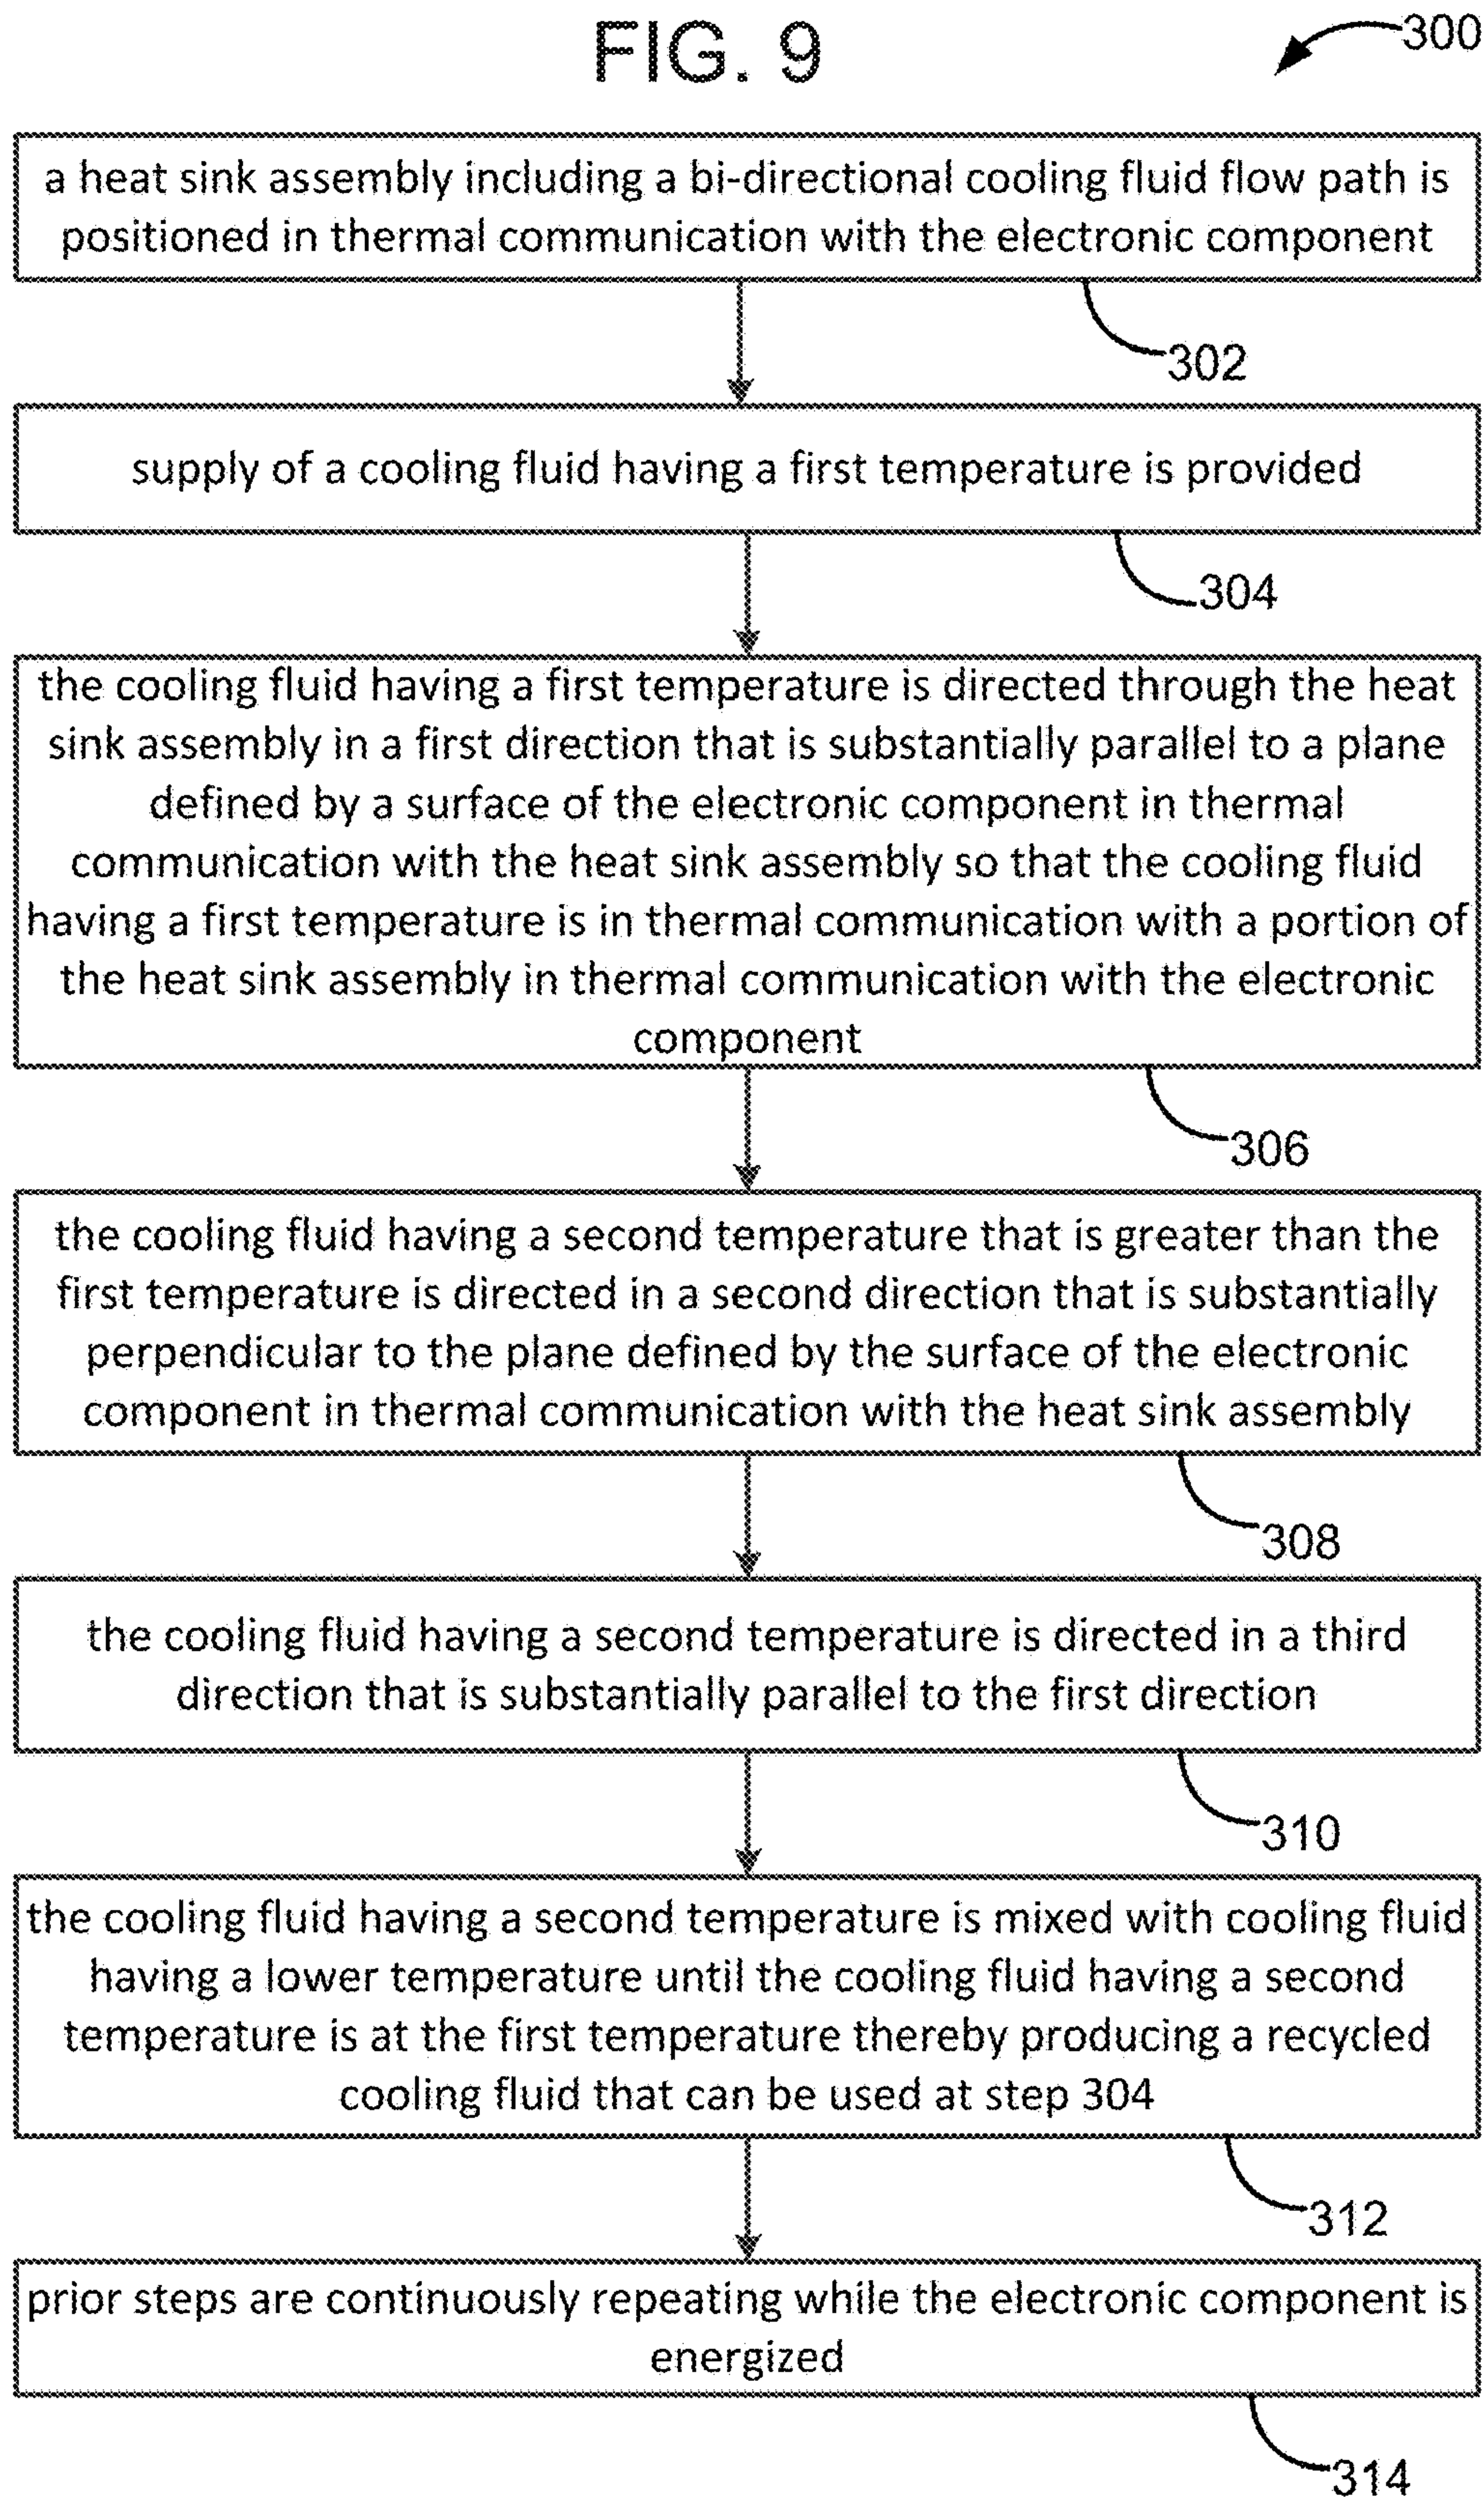 FIG. 9
300
a heat sink assembly including a bi-directional cooling fluid flow path is
positioned in thermal communication with the electronic component
302
supply of a cooling fluid having a first temperature is provided
304
the cooling fluid having a first temperature is directed through the heat
sink assembly in a first direction that is substantially parallel to a plane
defined by a surface of the electronic component in thermal
communication with the heat sink assembly so that the cooling fluid
having a first temperature is in thermal communication with a portion of
the heat sink assembly in thermal communication with the electronic
component
306
the cooling fluid having a second temperature that is greater than the
first temperature is directed in a second direction that is substantially
perpendicular to the plane defined by the surface of the electronic
component in thermal communication with the heat sink assembly
308
the cooling fluid having a second temperature is directed in a third
direction that is substantially parallel to the first direction
310
the cooling fluid having a second temperature is mixed with cooling fluid
having a lower temperature until the cooling fluid having a second
temperature is at the first temperature thereby producing a recycled
cooling fluid that can be used at step 304
312
prior steps are continuously repeating while the electronic component is
energized
314